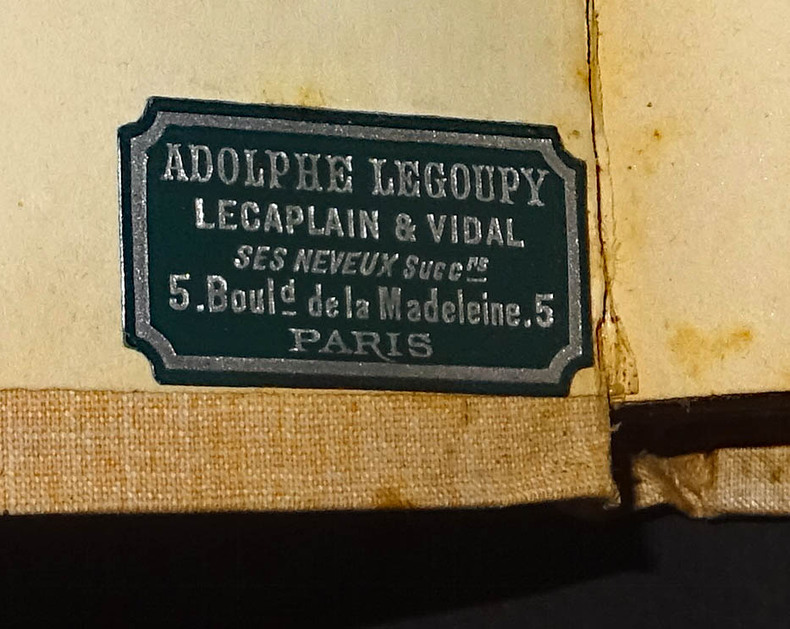 ADOLPHE LEGOUPY
LECAPLAIN & VIDAL
SES NEVEUX Succrs
5.Bould de la Madeleine.5
PARIS